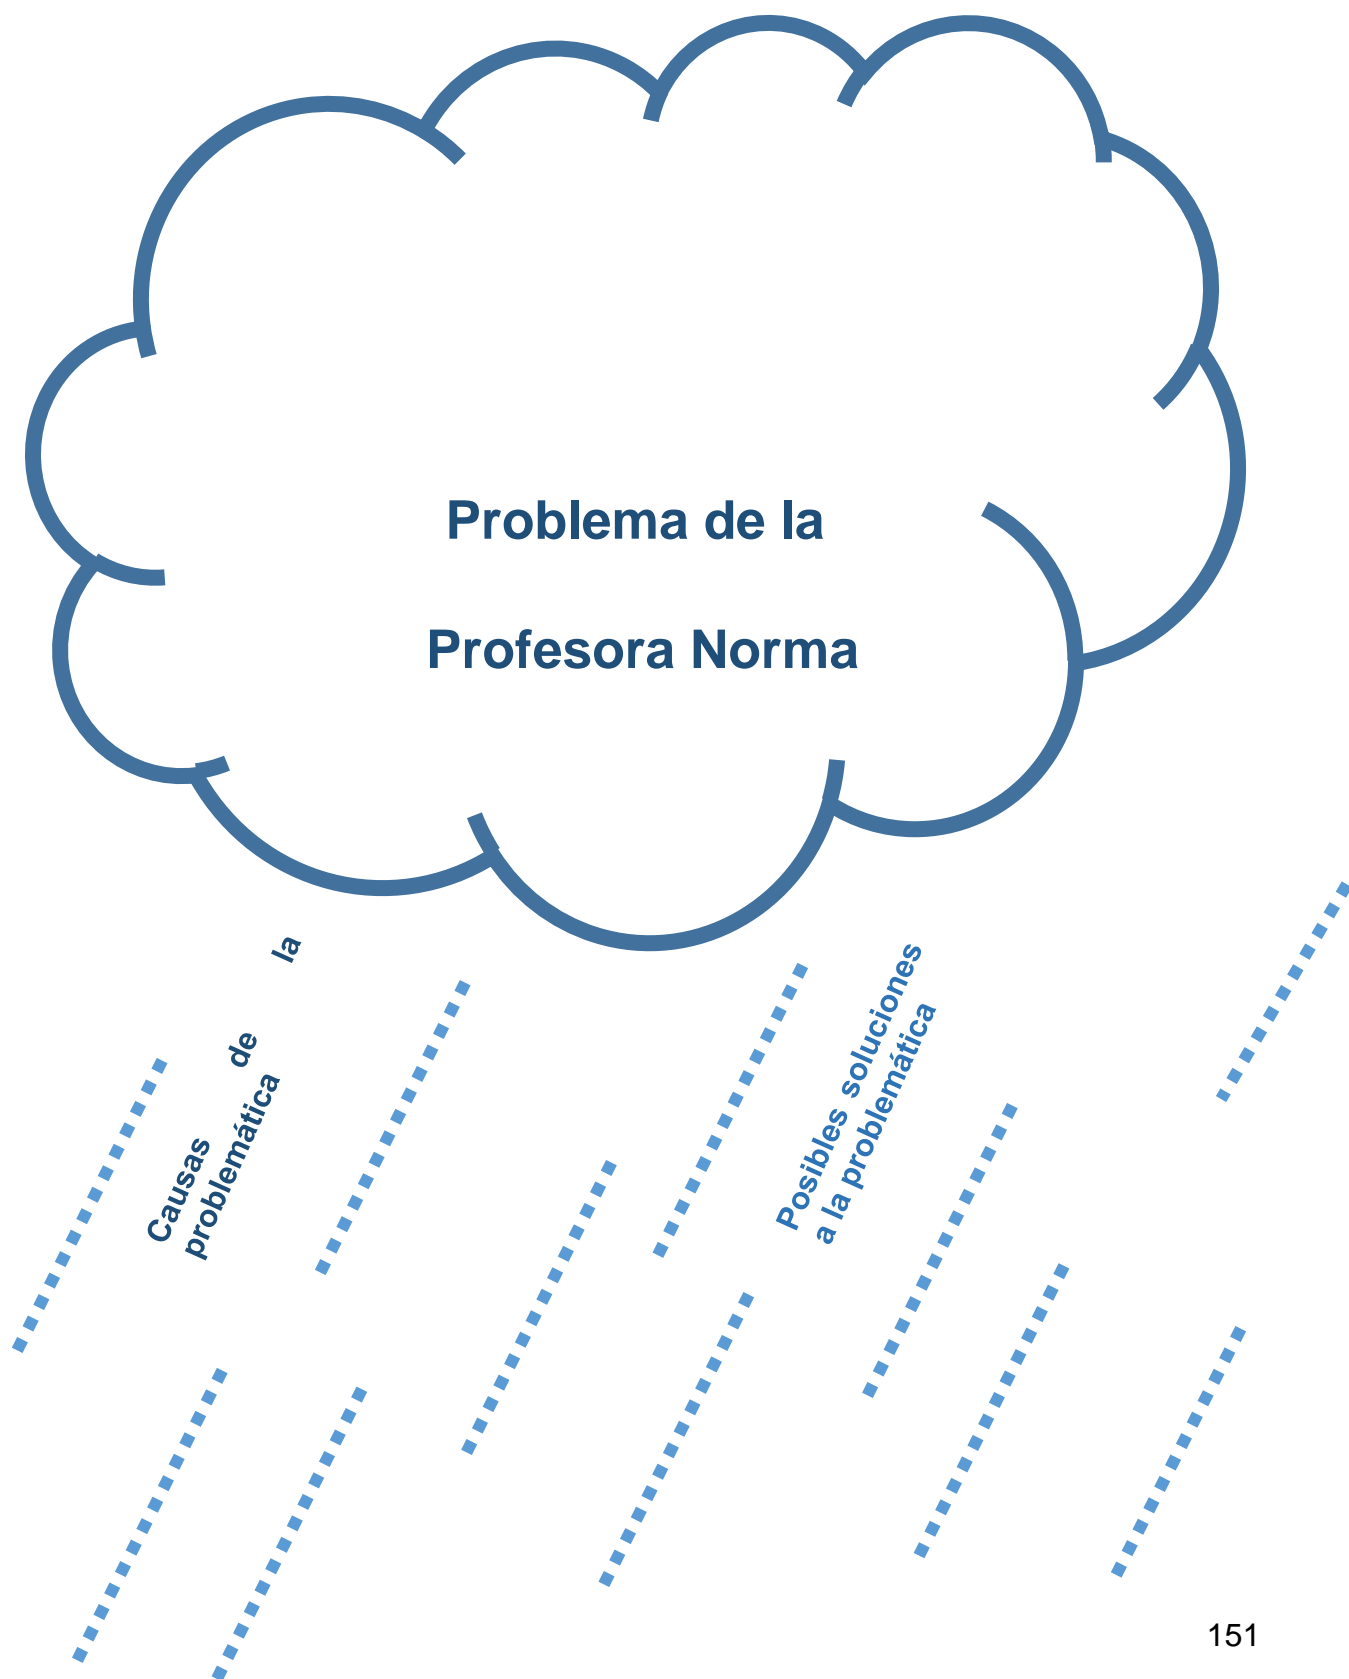 Problema de la
Profesora Norma
Causas de la
problemática
Posibles soluciones
a la problemática
151